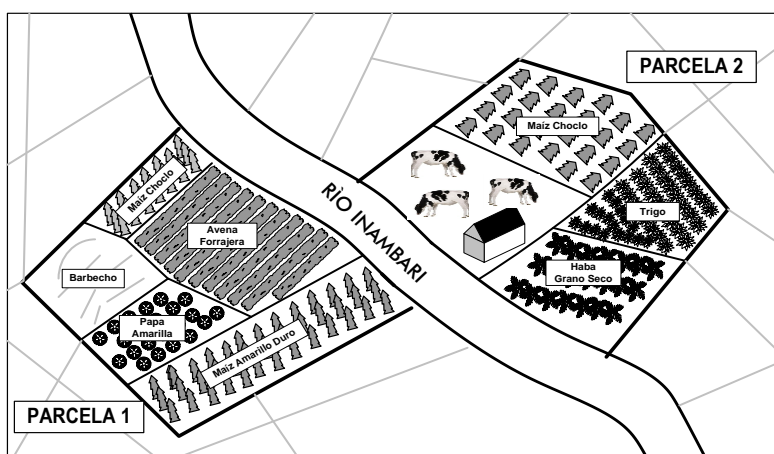 PARCELA 2
Maíz Choclo
Maíz Choclo
Trigo
RÌO INAMBARI
Avena
Forrajera
Haba
Grano Seco
Barbecho
Papa
Amarilla
Maíz Amarillo Duro
PARCELA 1